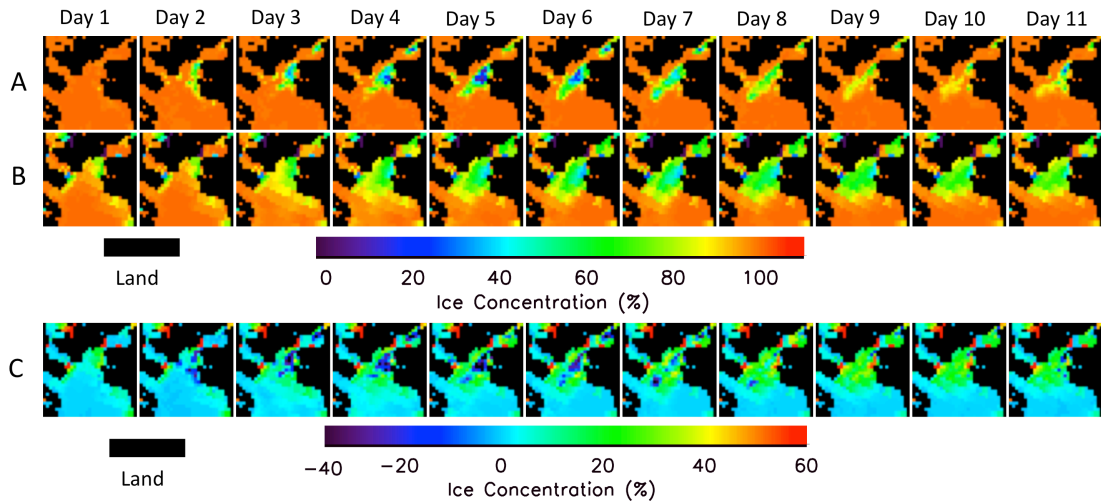 Day 1 Day 2 Day 3 Day 4 Day 5 Day 6 Day 7 Day 8 Day 9 Day 10 Day 11
A
B
0 20 40 60 80 100
Land
Ice Concentration (%)
C
-40 -20 0 20 40 60
Land
Ice Concentration (%)